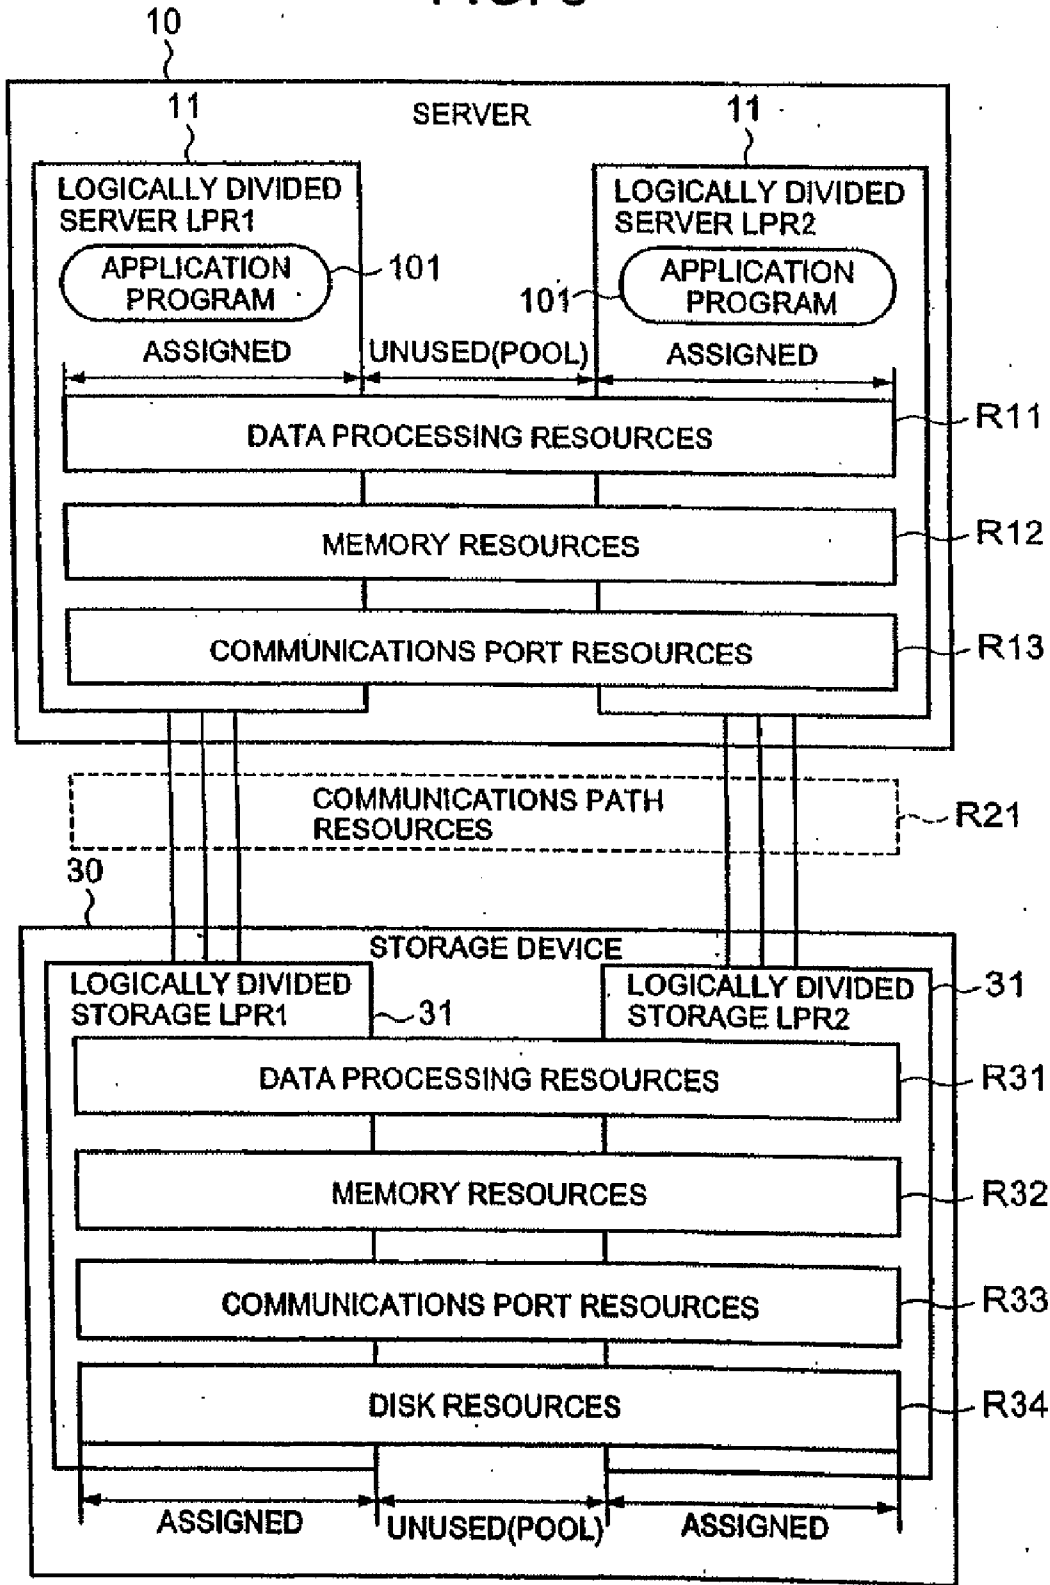 10
SERVER
11
11
LOGICALLY DIVIDED
SERVER LPR1
LOGICALLY DIVIDED
SERVER LPR2
APPLICATION
PROGRAM
101
101
APPLICATION
PROGRAM
ASSIGNED
UNUSED(POOL)
ASSIGNED
DATA PROCESSING RESOURCES
R11
MEMORY RESOURCES
R12
COMMUNICATIONS PORT RESOURCES
R13
COMMUNICATIONS PATH
RESOURCES
R21
30
STORAGE DEVICE
LOGICALLY DIVIDED
STORAGE LPR1
31
LOGICALLY DIVIDED
STORAGE LPR2
31
DATA PROCESSING RESOURCES
R31
MEMORY RESOURCES
R32
COMMUNICATIONS PORT RESOURCES
R33
DISK RESOURCES
R34
ASSIGNED
UNUSED(POOL)
ASSIGNED